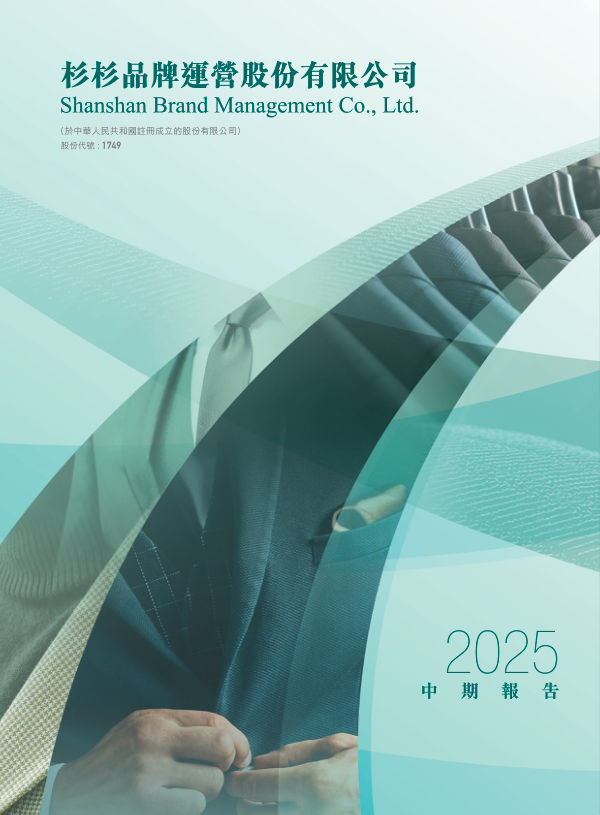 杉杉品牌運營股份有限公司
Shanshan Brand Management Co., Ltd.
（於中華人民共和國註冊成立的股份有限公司）
股份代號 : 1749
2025
中期報告